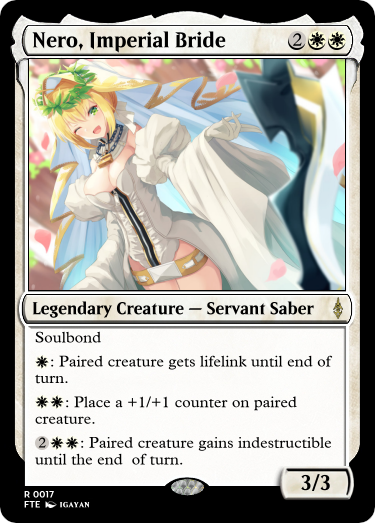 Nero, Imperial Bride 2
Legendary Creature — Servant Saber
Soulbond
: Paired creature gets lifelink until end of
turn.
: Place a +1/+1 counter on paired
creature.
2: Paired creature gains indestructible
until the end of turn.
3/3
R 0017
FTE IGAYAN